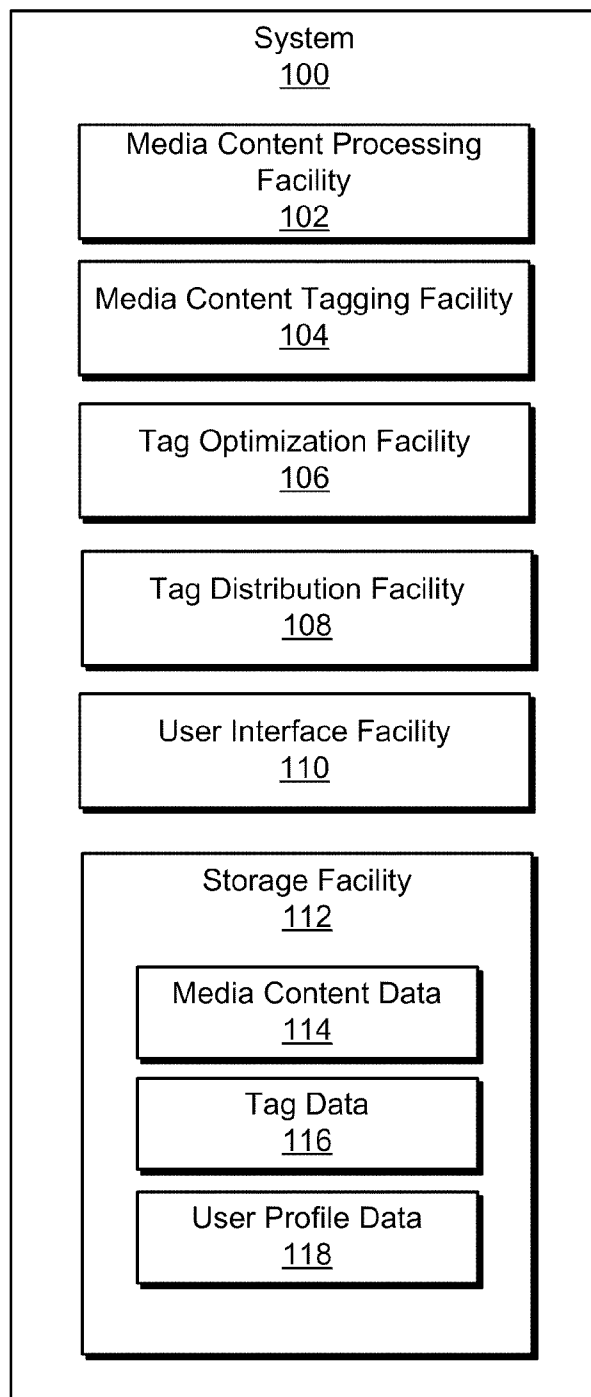 System
100
Media Content Processing
Facility
102
Media Content Tagging Facility
104
Tag Optimization Facility
106
Tag Distribution Facility
108
User Interface Facility
110
Storage Facility
112
Media Content Data
114
Tag Data
116
User Profile Data
118